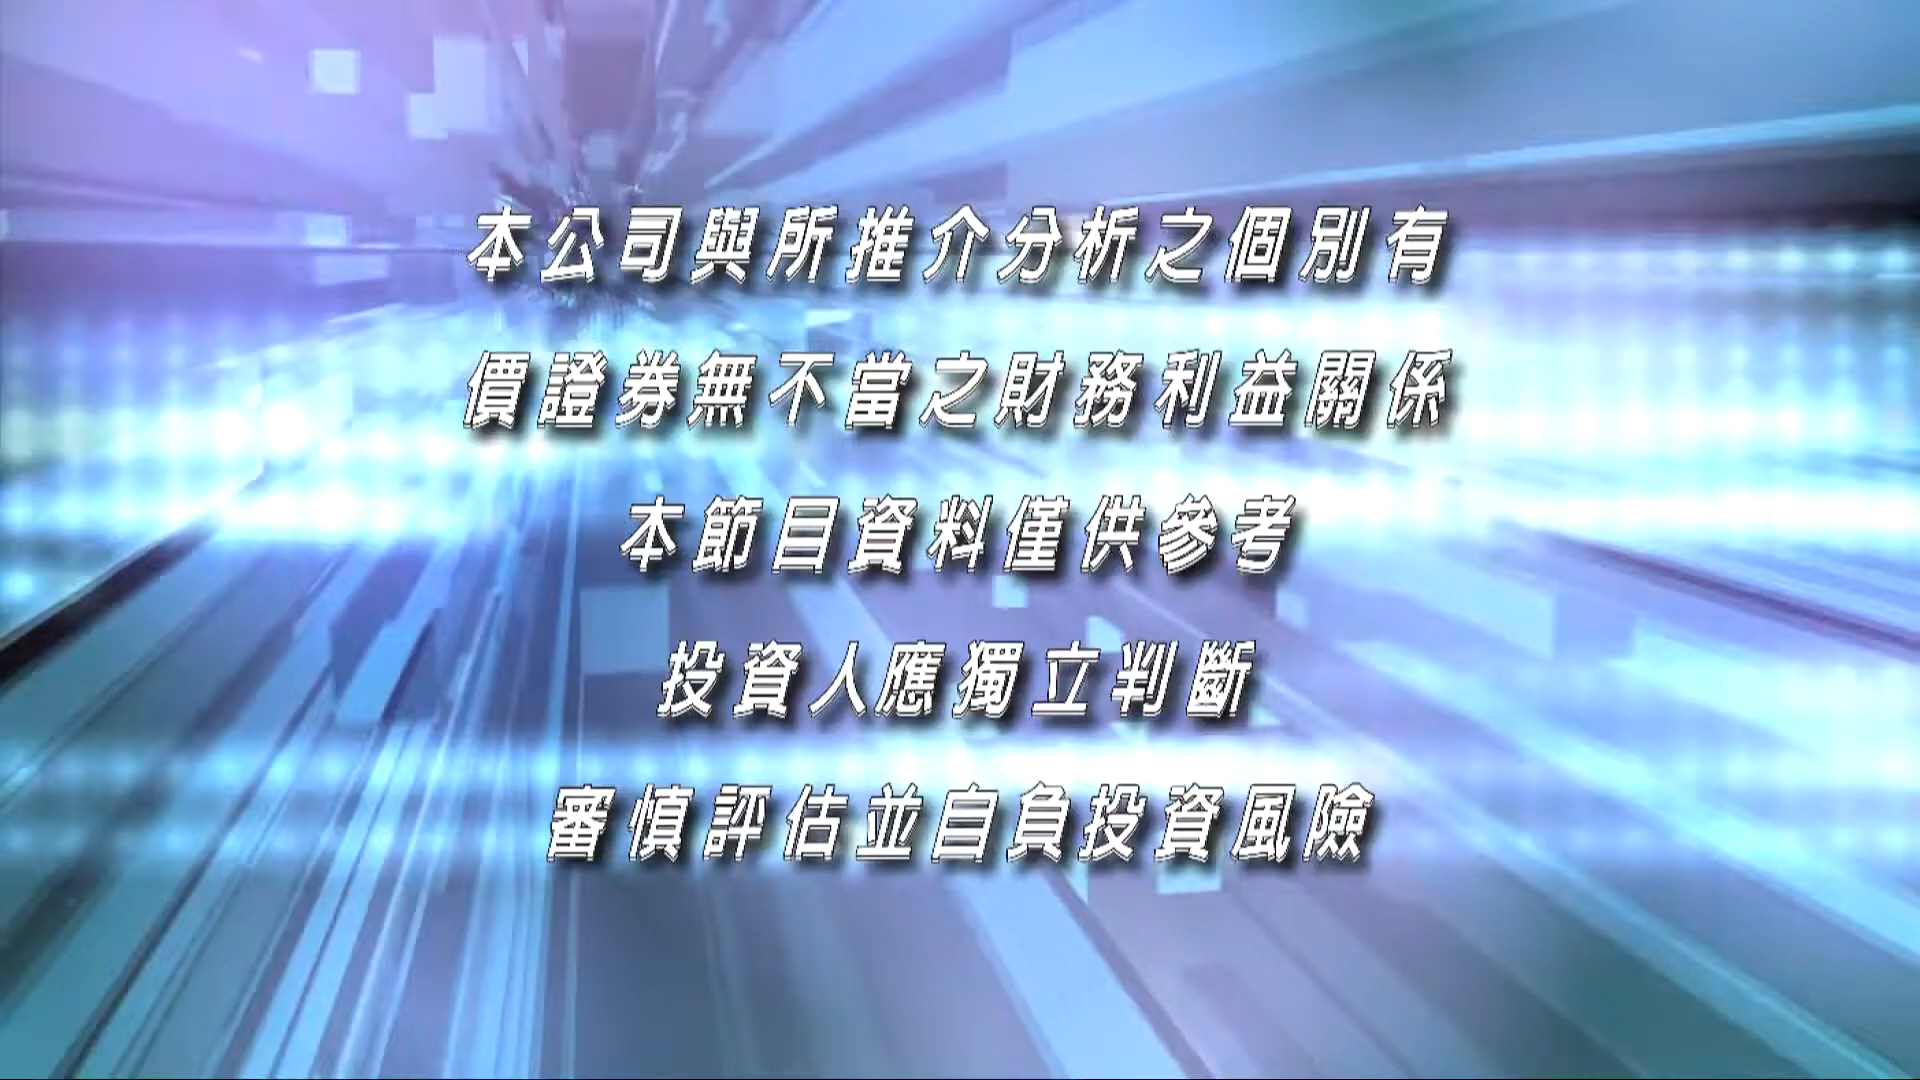 本公司與所推介分析之個別有
價證券無不當之財務利益關係
本節目資料僅供參考
投資人應獨立判斷
審慎評估並自負投資風險